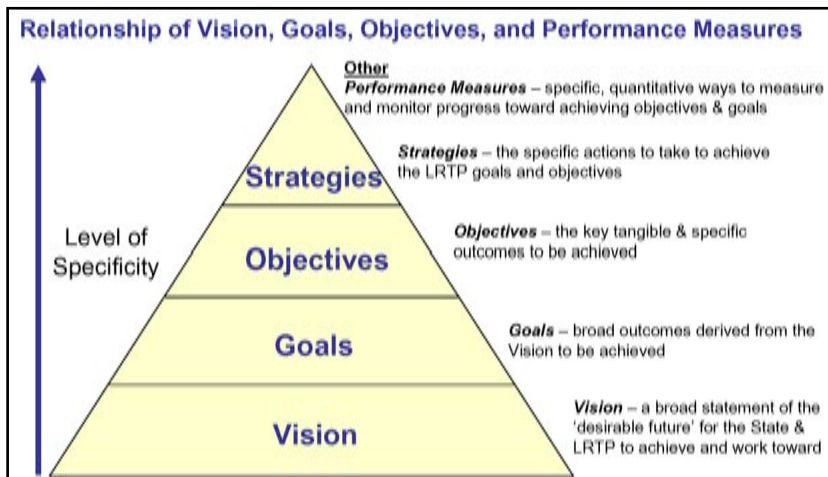 Relationship of Vision, Goals, Objectives, and Performance Measures
Other
Performance Measures – specific, quantitative ways to measure
and monitor progress toward achieving objectives & goals
Strategies – the specific actions to take to achieve
the LRTP goals and objectives
Strategies
Level of
Specificity
Objectives – the key tangible & specific
outcomes to be achieved
Objectives
Goals – broad outcomes derived from the
Vision to be achieved
Goals
Vision – a broad statement of the
'desirable future' for the State &
LRTP to achieve and work toward
Vision